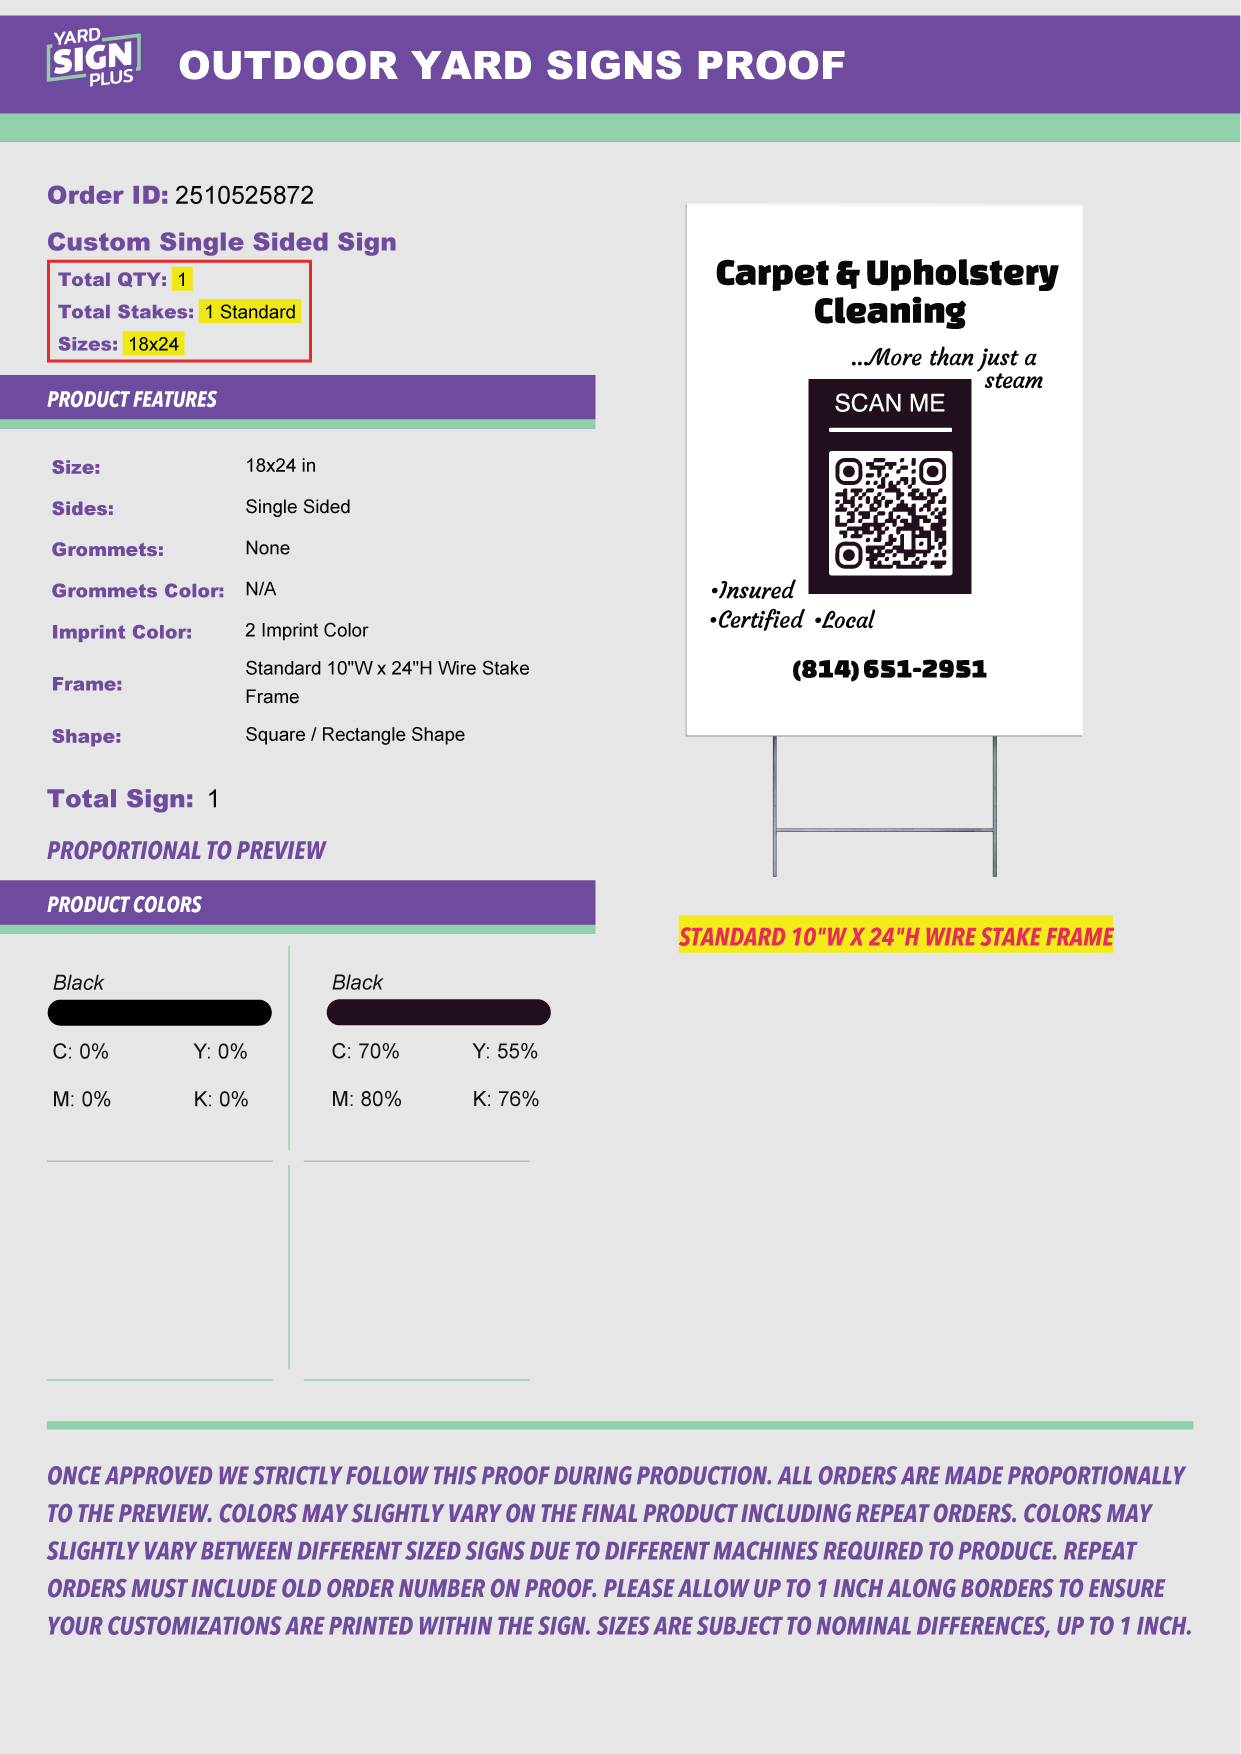 YARD
SIGN
PLUS
OUTDOOR YARD SIGNS PROOF
Order ID: 2510525872
Custom Single Sided Sign
Total QTY: 1
Total Stakes: 1 Standard
Sizes: 18x24
PRODUCT FEATURES
Size: 18x24 in
Sides: Single Sided
Grommets: None
Grommets Color: N/A
Imprint Color: 2 Imprint Color
Frame: Standard 10"W x 24"H Wire Stake
Frame
Shape: Square / Rectangle Shape
Total Sign: 1
PROPORTIONAL TO PREVIEW
PRODUCT COLORS
Black
C: 0% Y: 0%
M: 0% K: 0%
Black
C: 70% Y: 55%
M: 80% K: 76%
Carpet & Upholstery
Cleaning
...More than just a
steam
SCAN ME
•Insured
•Certified •Local
(814) 651-2951
STANDARD 10"W X 24"H WIRE STAKE FRAME
ONCE APPROVED WE STRICTLY FOLLOW THIS PROOF DURING PRODUCTION. ALL ORDERS ARE MADE PROPORTIONALLY
TO THE PREVIEW. COLORS MAY SLIGHTLY VARY ON THE FINAL PRODUCT INCLUDING REPEAT ORDERS. COLORS MAY
SLIGHTLY VARY BETWEEN DIFFERENT SIZED SIGNS DUE TO DIFFERENT MACHINES REQUIRED TO PRODUCE. REPEAT
ORDERS MUST INCLUDE OLD ORDER NUMBER ON PROOF. PLEASE ALLOW UP TO 1 INCH ALONG BORDERS TO ENSURE
YOUR CUSTOMIZATIONS ARE PRINTED WITHIN THE SIGN. SIZES ARE SUBJECT TO NOMINAL DIFFERENCES, UP TO 1 INCH.